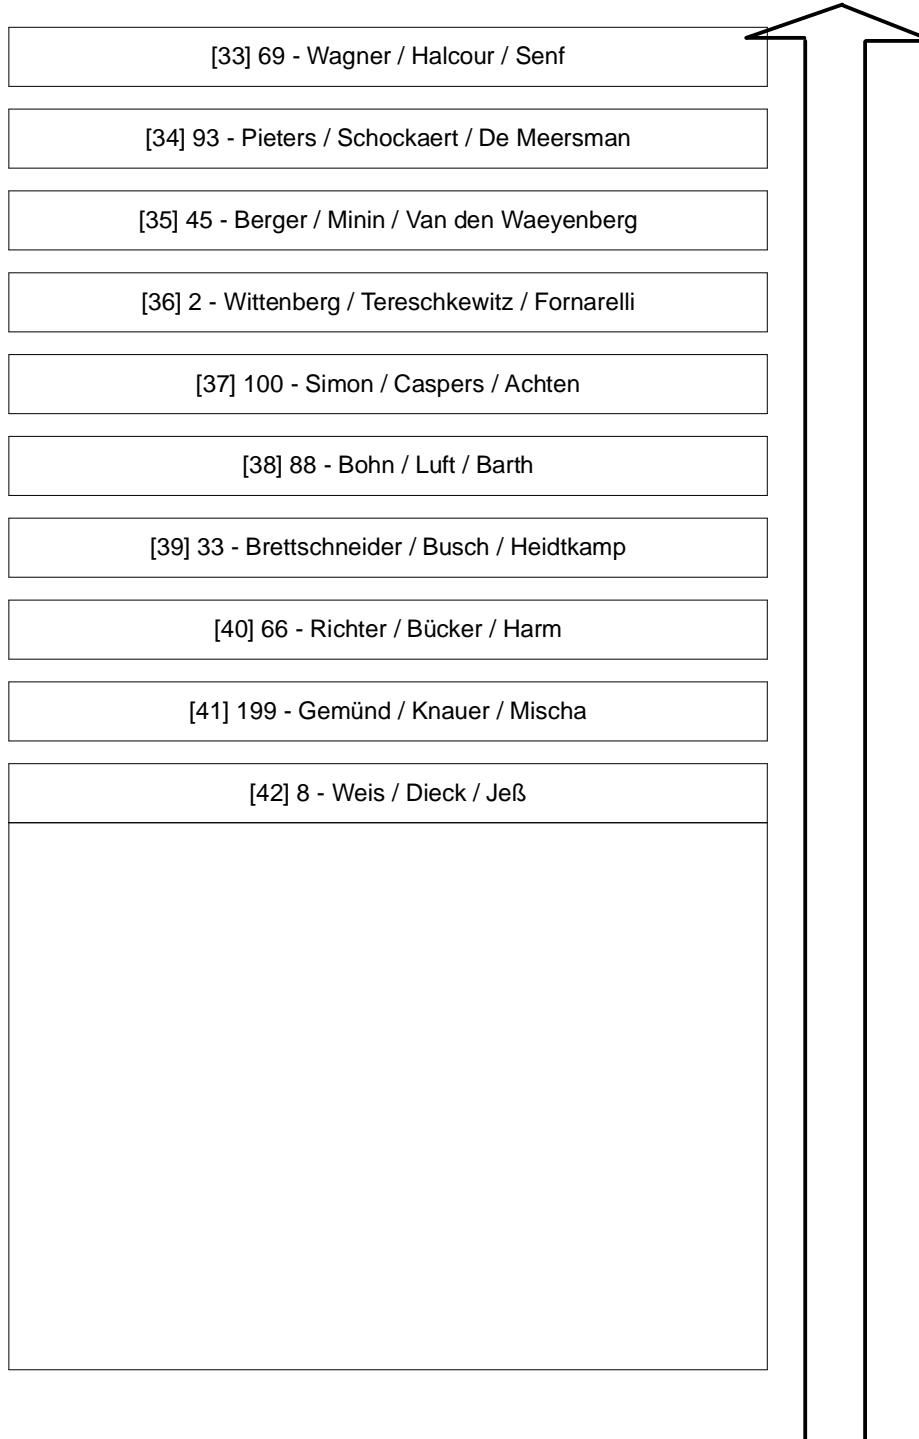 [33] 69 - Wagner / Halcour / Senf
[34] 93 - Pieters / Schockaert / De Meersman
[35] 45 - Berger / Minin / Van den Waeyenberg
[36] 2 - Wittenberg / Tereschkewitz / Fornarelli
[37] 100 - Simon / Caspers / Achten
[38] 88 - Bohn / Luft / Barth
[39] 33 - Brettschneider / Busch / Heidtkamp
[40] 66 - Richter / Bücker / Harm
[41] 199 - Gemünd / Knauer / Mischa
[42] 8 - Weis / Dieck / Jeß